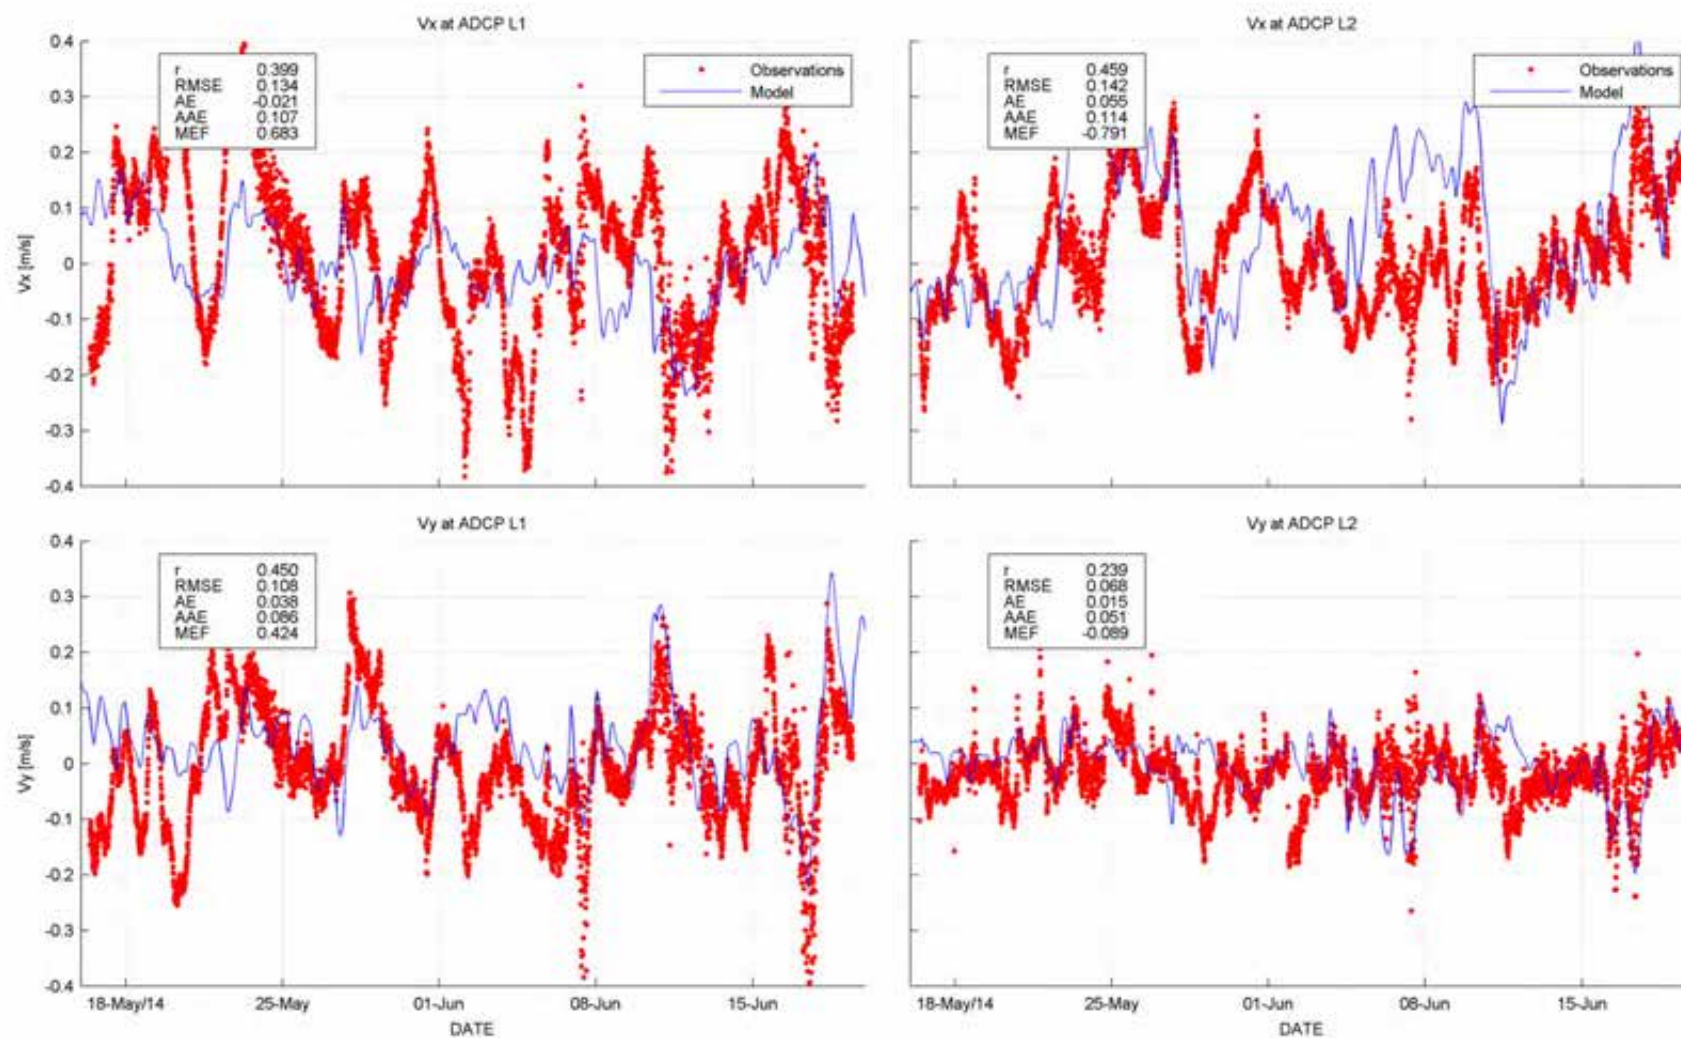 Vx at ADCP L1
0.4
0.3
0.2
0.1
0
-0.1
-0.2
-0.3
-0.4
Vx [m/s]
r 0.399
RMSE 0.134
AE -0.021
AAE 0.107
MEF 0.683
Observations
Model
Vx at ADCP L2
r 0.459
RMSE 0.142
AE 0.055
AAE 0.114
MEF -0.791
Observations
Model
Vy at ADCP L1
0.4
0.3
0.2
0.1
0
-0.1
-0.2
-0.3
-0.4
Vy [m/s]
r 0.450
RMSE 0.108
AE 0.038
AAE 0.086
MEF 0.424
18-May/14 25-May 01-Jun 08-Jun 15-Jun
DATE
Vy at ADCP L2
r 0.239
RMSE 0.068
AE 0.015
AAE 0.051
MEF -0.089
18-May/14 25-May 01-Jun 08-Jun 15-Jun
DATE